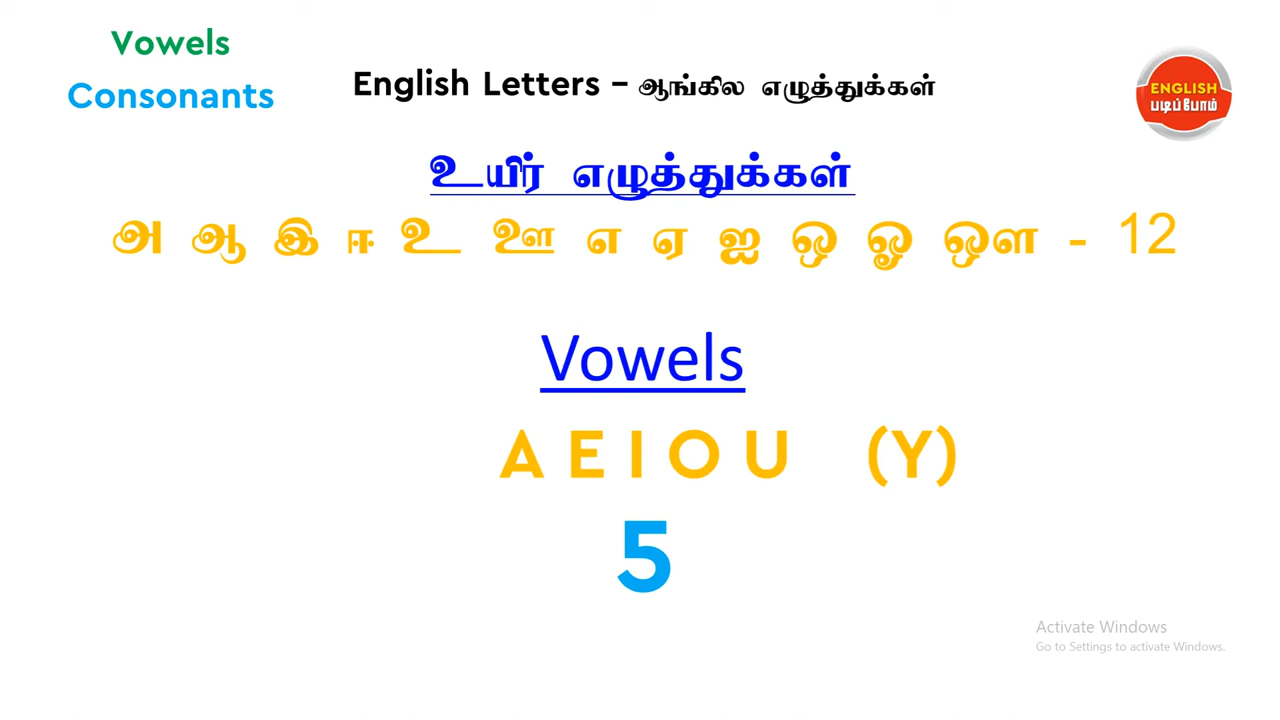 Vowels
Consonants
English Letters – ஆங்கில எழுத்துக்கள்
ENGLISH
படிப்போம்
உயிர் எழுத்துக்கள்
அ ஆ இ ஈ உ ஊ எ ஏ ஐ ஒ ஓ ஔ - 12
Vowels
A E I O U (Y)
5
Activate Windows
Go to Settings to activate Windows.